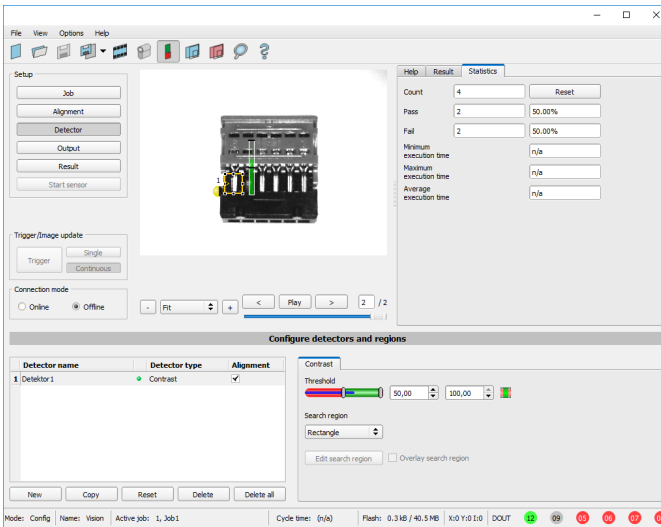 File View Options Help
Setup
Job
Alignment
Detector
Output
Result
Start sensor
Trigger/Image update
Trigger
Single
Continuous
Connection mode
Online Offline
1
- Fit + < Play > 2 / 2
Help Result Statistics
Count 4 Reset
Pass 2 50.00%
Fail 2 50.00%
Minimum
execution time n/a
Maximum
execution time n/a
Average
execution time n/a
Configure detectors and regions
Detector name Detector type Alignment
1 Detektor1 Contrast
New Copy Reset Delete Delete all
Contrast
Threshold
50,00 100,00
Search region
Rectangle
Edit search region Overlay search region
Mode: Config Name: Vision Active job: 1, Job1 Cycle time: (n/a) Flash: 0.3 kB / 40.5 MB X:0 Y:0 I:0 DOUT 12 09 05 06 07